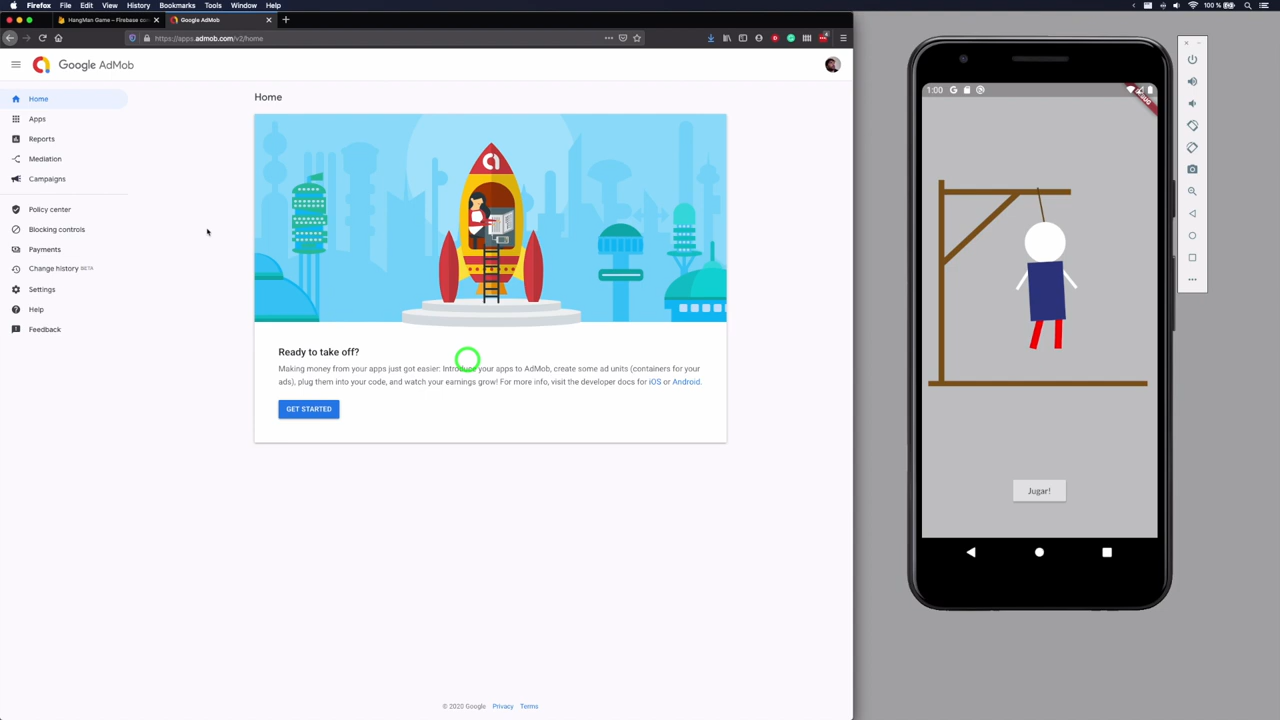 Firefox File Edit View History Bookmarks Tools Window Help
100 %
HangMan Game – Firebase con
Google AdMob
https://apps.admob.com/v2/home
Google AdMob
Home
Apps
Reports
Mediation
Campaigns
Policy center
Blocking controls
Payments
Change history BETA
Settings
Help
Feedback
Home
Ready to take off?
Making money from your apps just got easier. Introduce your apps to AdMob, create some ad units (containers for your
ads), plug them into your code, and watch your earnings grow! For more info, visit the developer docs for iOS or Android.
GET STARTED
© 2020 Google Privacy Terms
1:00
Jugar!